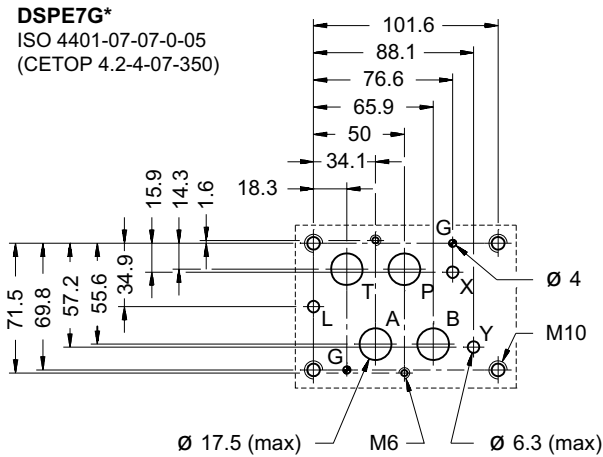 DSPE7G*
ISO 4401-07-07-0-05
(CETOP 4.2-4-07-350)
101.6
88.1
76.6
65.9
50
34.1
18.3
15.9
14.3
1.6
71.5
69.8
57.2
55.6
34.9
G
T
P
X
Ø 4
L
A
B
Y
M10
G
Ø 17.5 (max)
M6
Ø 6.3 (max)